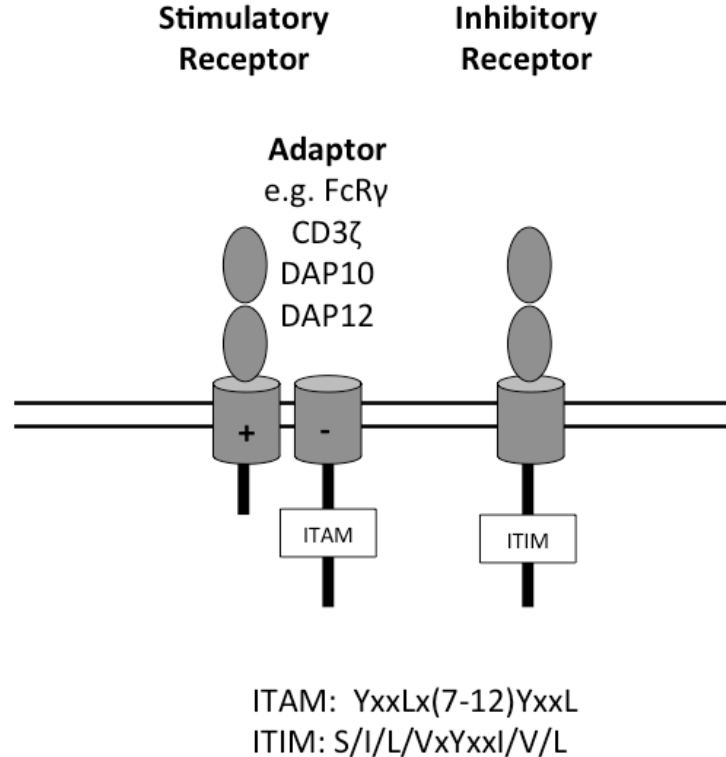 Stimulatory
Receptor
Inhibitory
Receptor
Adaptor
e.g. FcRγ
CD3ζ
DAP10
DAP12
+
-
ITAM
ITIM
ITAM: YxxLx(7-12)YxxL
ITIM: S/I/L/VxYxxI/V/L